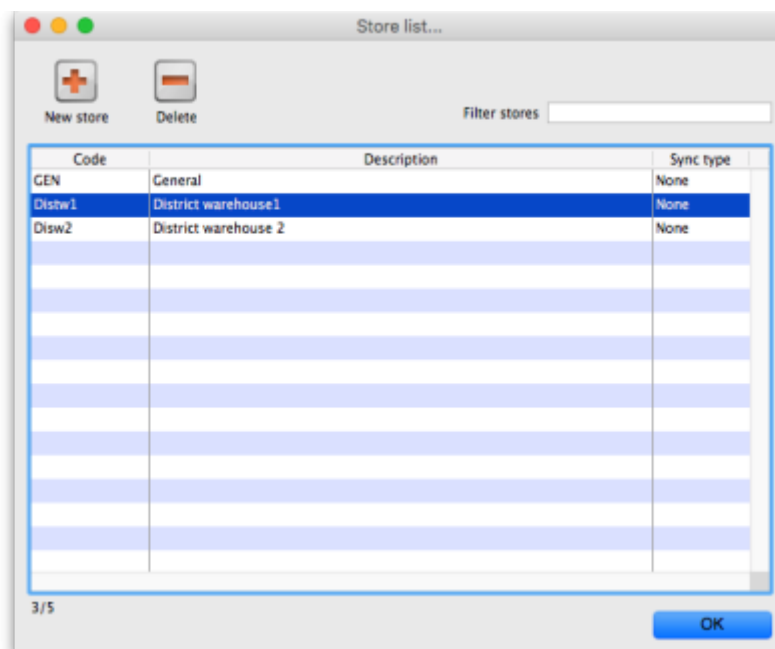 Store list...
New store
Delete
Filter stores
Code Description Sync type
GEN General None
Distw1 District warehouse1 None
Disw2 District warehouse 2 None
3/5
OK